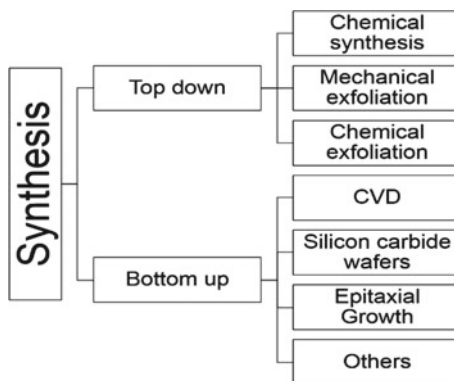 Synthesis
Top down
Chemical
synthesis
Mechanical
exfoliation
Chemical
exfoliation
Bottom up
CVD
Silicon carbide
wafers
Epitaxial
Growth
Others